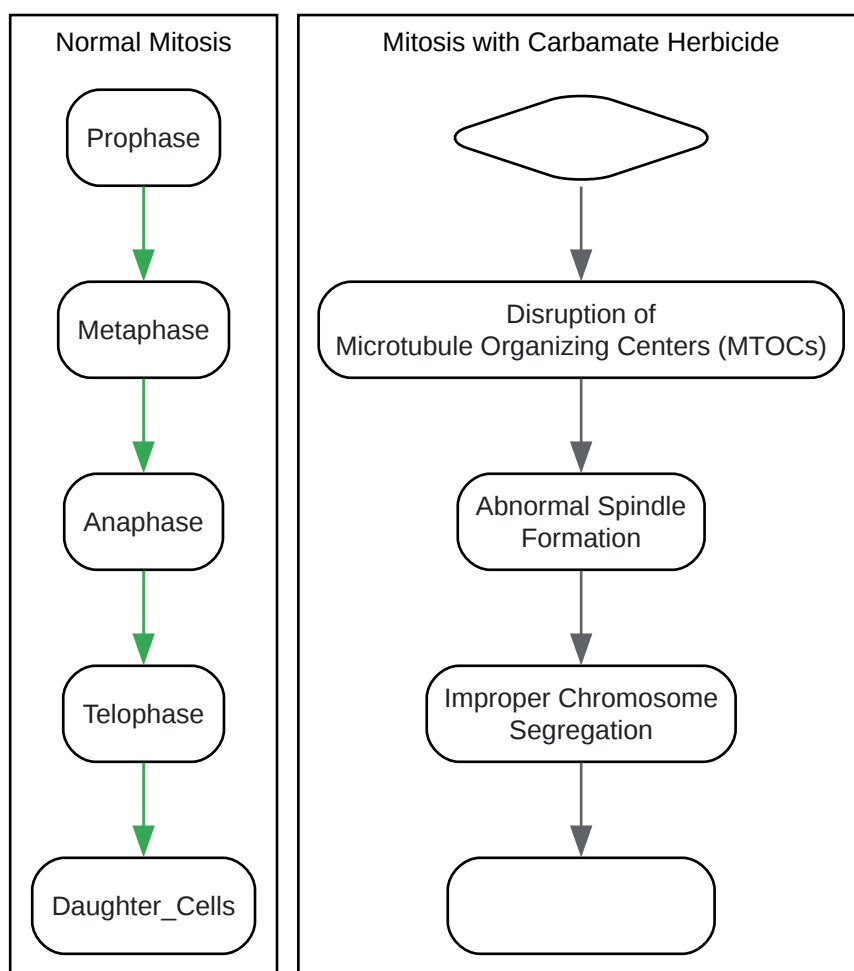 Normal Mitosis
Prophase
Metaphase
Anaphase
Telophase
Daughter_Cells
Mitosis with Carbamate Herbicide
Disruption of
Microtubule Organizing Centers (MTOCs)
Abnormal Spindle
Formation
Improper Chromosome
Segregation